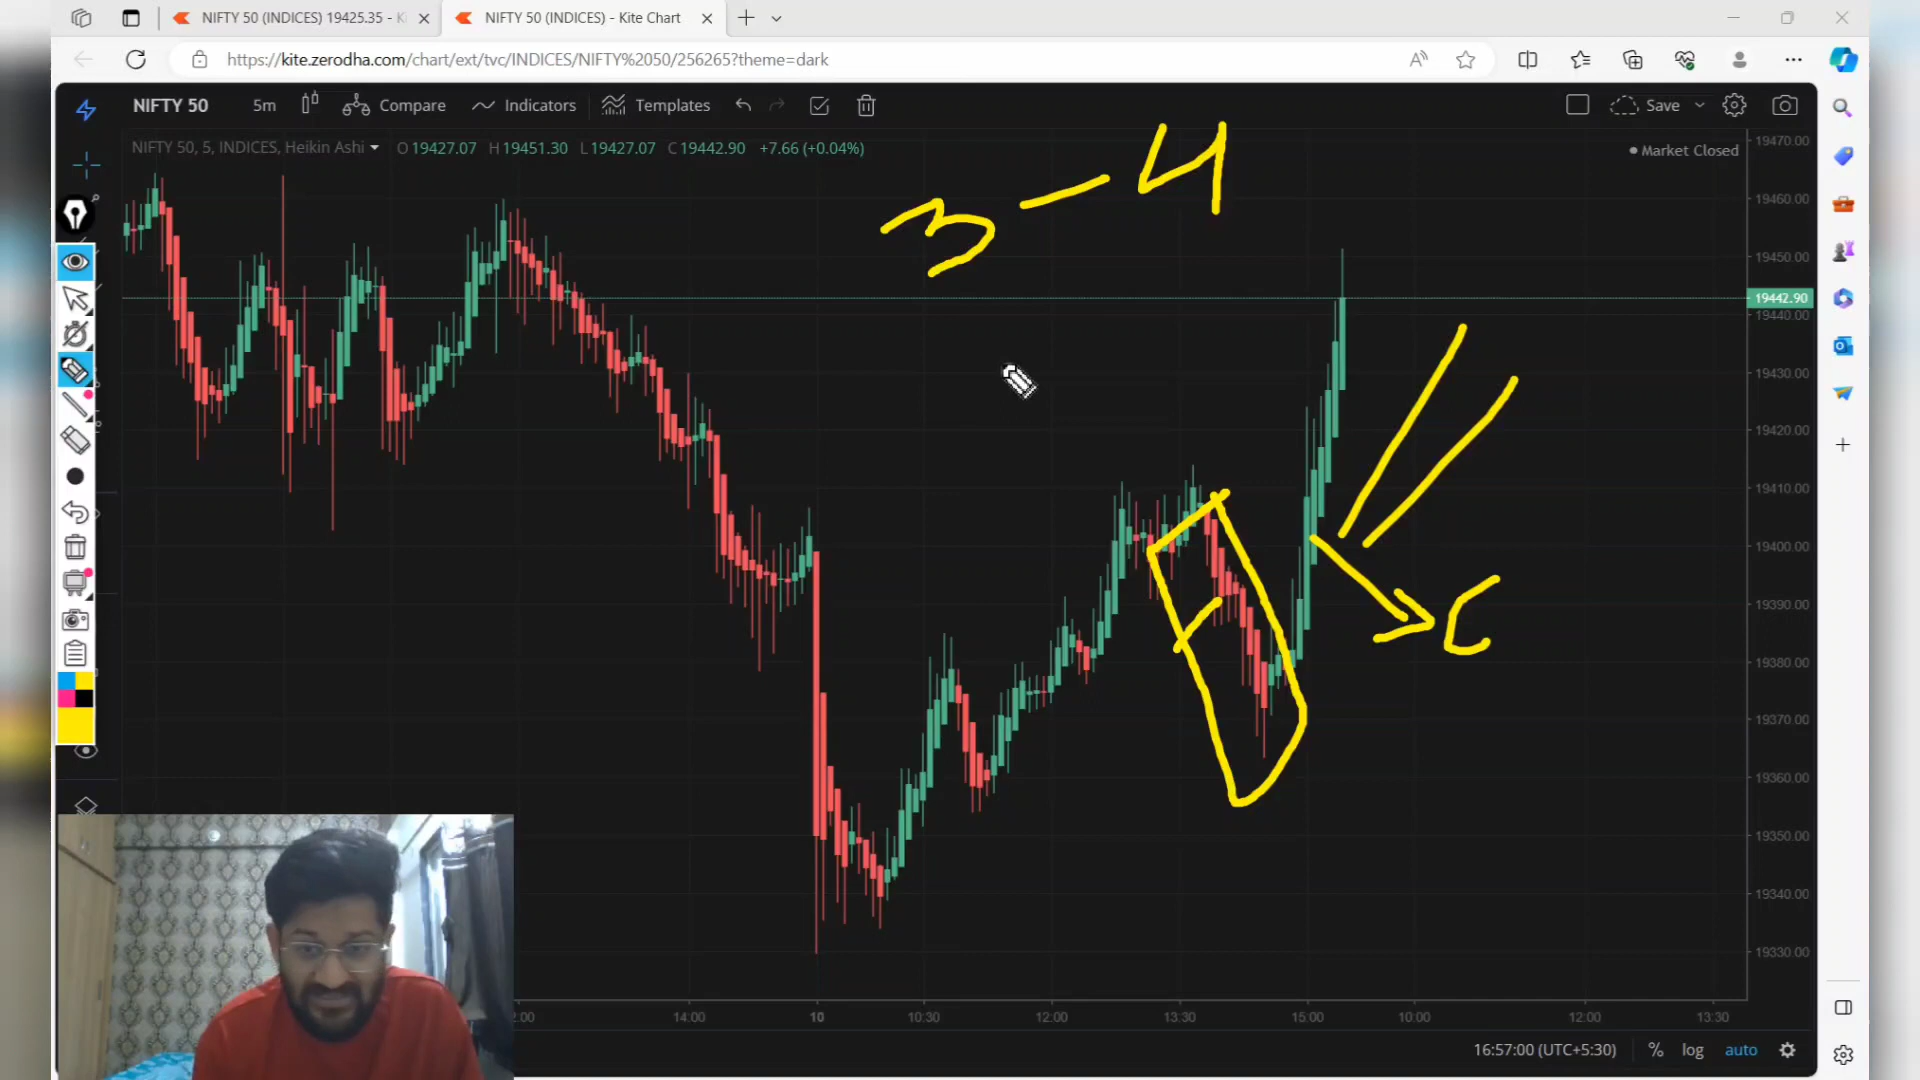 NIFTY 50 (INDICES) 19425.35 - K
NIFTY 50 (INDICES) - Kite Chart
https://kite.zerodha.com/chart/ext/tvc/INDICES/NIFTY%2050/256265?theme=dark
NIFTY 50 5m Compare Indicators Templates Save
NIFTY 50, 5, INDICES, Heikin Ashi O 19427.07 H 19451.30 L 19427.07 C 19442.90 +7.66 (+0.04%)
Market Closed
3 - 4
19470.00
19460.00
19450.00
19442.90
19440.00
19430.00
19420.00
19410.00
19400.00
19390.00
19380.00
19370.00
19360.00
19350.00
19340.00
19330.00
C
2:00 14:00 10 10:30 12:00 13:30 15:00 10:00 12:00 13:30
16:57:00 (UTC+5:30) % log auto